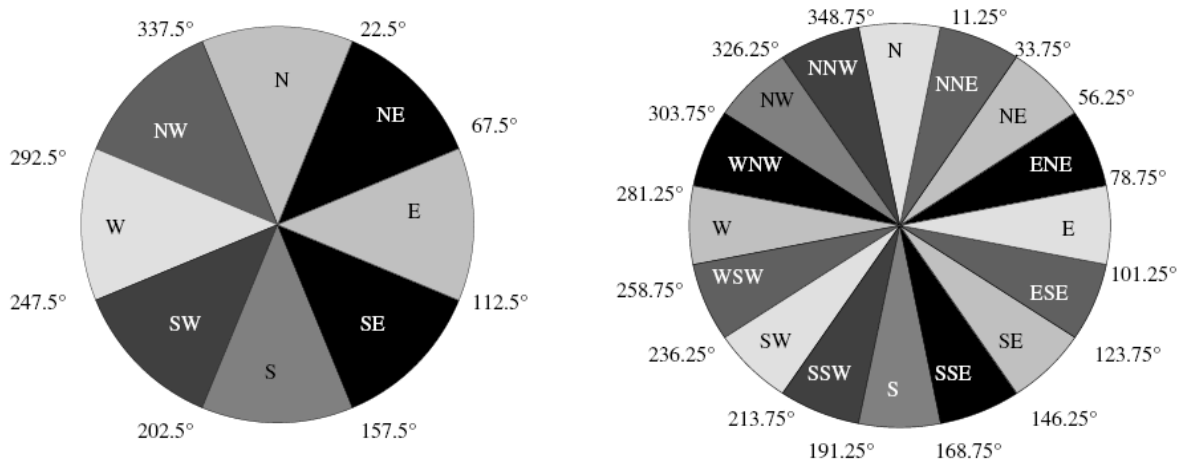 337.5°
22.5°
N
NW
NE
292.5°
67.5°
W
E
247.5°
112.5°
SW
SE
S
202.5°
157.5°
348.75°
11.25°
326.25°
33.75°
N
NNW
NNE
303.75°
56.25°
NW
NE
WNW
ENE
281.25°
78.75°
W
E
258.75°
101.25°
WSW
ESE
236.25°
123.75°
SW
SE
SSW
SSE
S
213.75°
146.25°
191.25°
168.75°